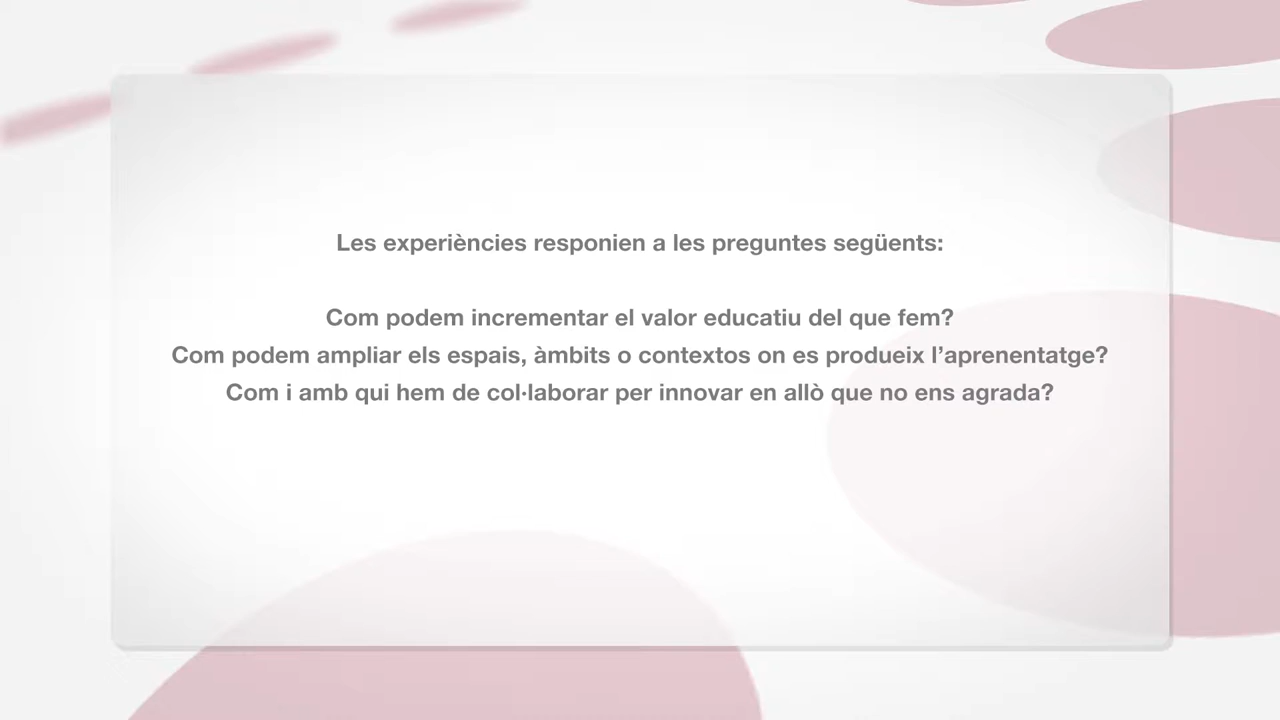 Les experiències responien a les preguntes següents:
Com podem incrementar el valor educatiu del que fem?
Com podem ampliar els espais, àmbits o contextos on es produeix l’aprenentatge?
Com i amb qui hem de col·laborar per innovar en allò que no ens agrada?